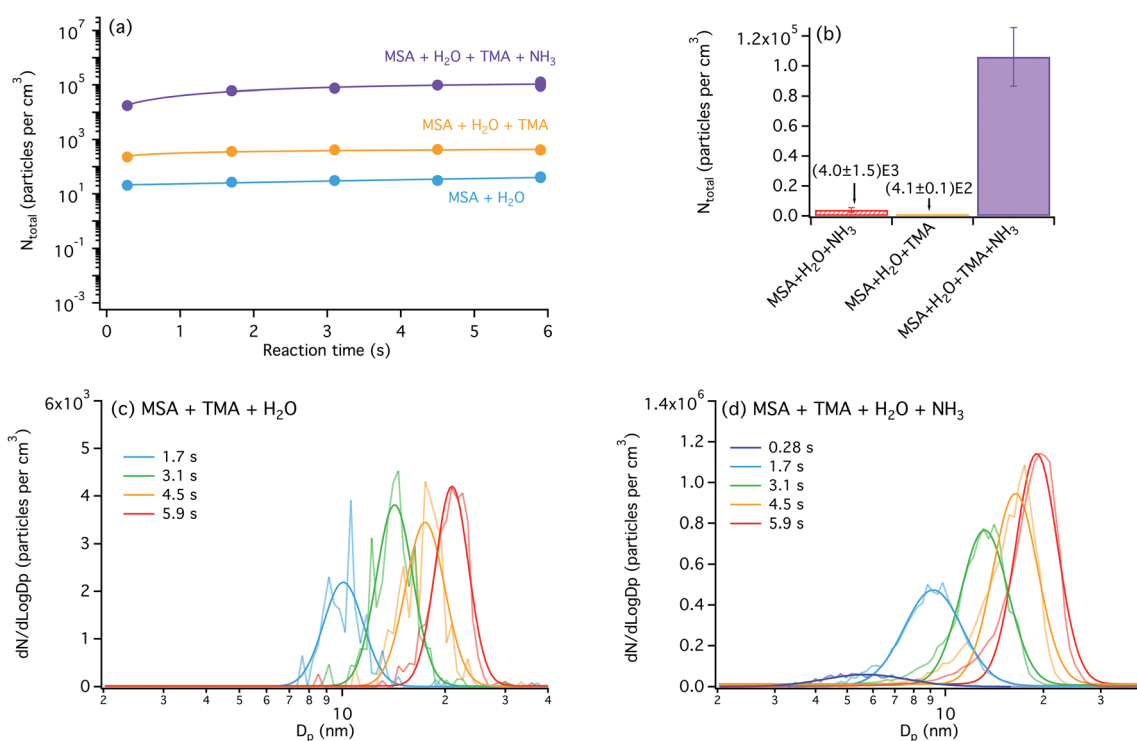 (a)
10^7
10^5
10^3
10^1
10^-1
10^-3
N_total (particles per cm^3)
MSA + H2O + TMA + NH3
MSA + H2O + TMA
MSA + H2O
0 1 2 3 4 5 6
Reaction time (s)
(b)
1.2x10^5
1.0
0.8
0.6
0.4
0.2
0.0
N_total (particles per cm^3)
(4.0±1.5)E3
(4.1±0.1)E2
MSA+H2O+NH3
MSA+H2O+TMA
MSA+H2O+TMA+NH3
(c) MSA + TMA + H2O
6x10^3
5
4
3
2
1
0
dN/dLogDp (particles per cm^3)
1.7 s
3.1 s
4.5 s
5.9 s
2 3 4 5 6 7 8 9 10 2 3 4
D_p (nm)
(d) MSA + TMA + H2O + NH3
1.4x10^6
1.2
1.0
0.8
0.6
0.4
0.2
0.0
dN/dLogDp (particles per cm^3)
0.28 s
1.7 s
3.1 s
4.5 s
5.9 s
2 3 4 5 6 7 8 9 10 2 3
D_p (nm)